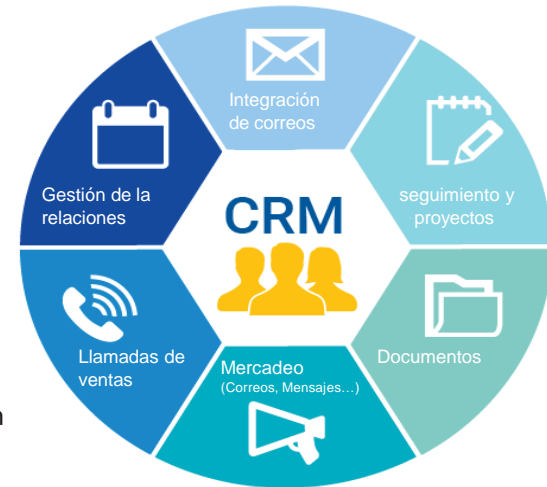 Integración
de correos
Gestión de la
relaciones
seguimiento y
proyectos
CRM
Llamadas de
ventas
Mercadeo
(Correos, Mensajes...)
Documentos